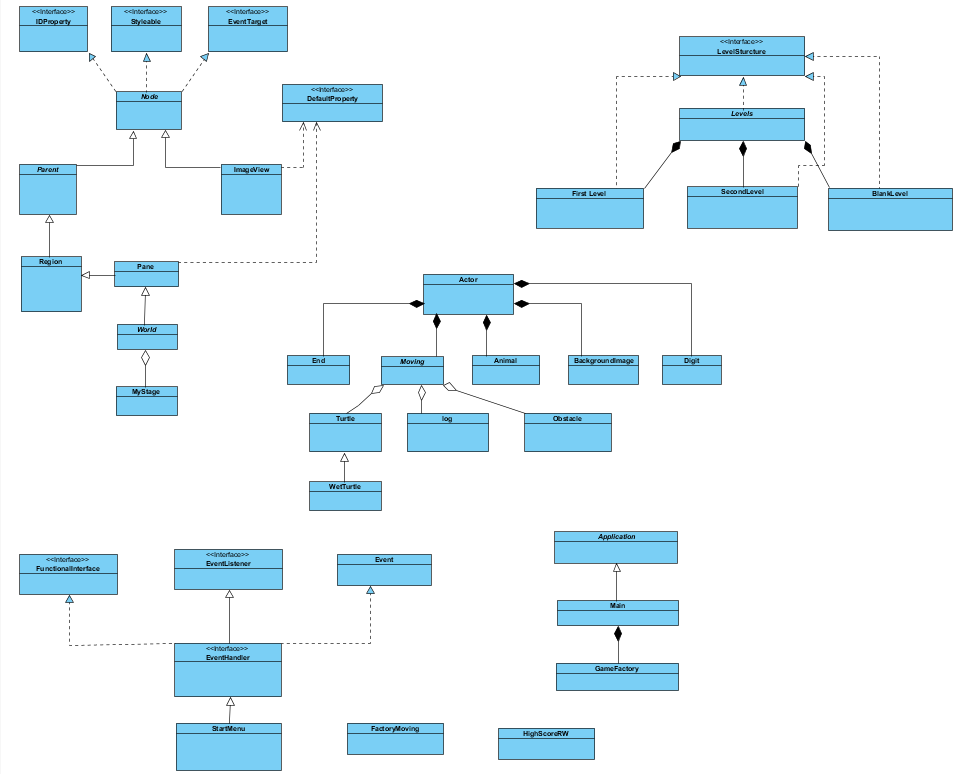 <<Interface>>
IDProperty
<<Interface>>
Styleable
<<Interface>>
EventTarget
<<Interface>>
LevelSturcture
Node
<<Interface>>
DefaultProperty
Levels
Parent
ImageView
First Level
SecondLevel
BlankLevel
Region
Pane
Actor
World
End
Moving
Animal
BackgroundImage
Digit
MyStage
Turtle
log
Obstacle
WetTurtle
Application
<<Interface>>
FunctionalInterface
<<Interface>>
EventListener
Event
Main
<<Interface>>
EventHandler
GameFactory
StartMenu
FactoryMoving
HighScoreRW